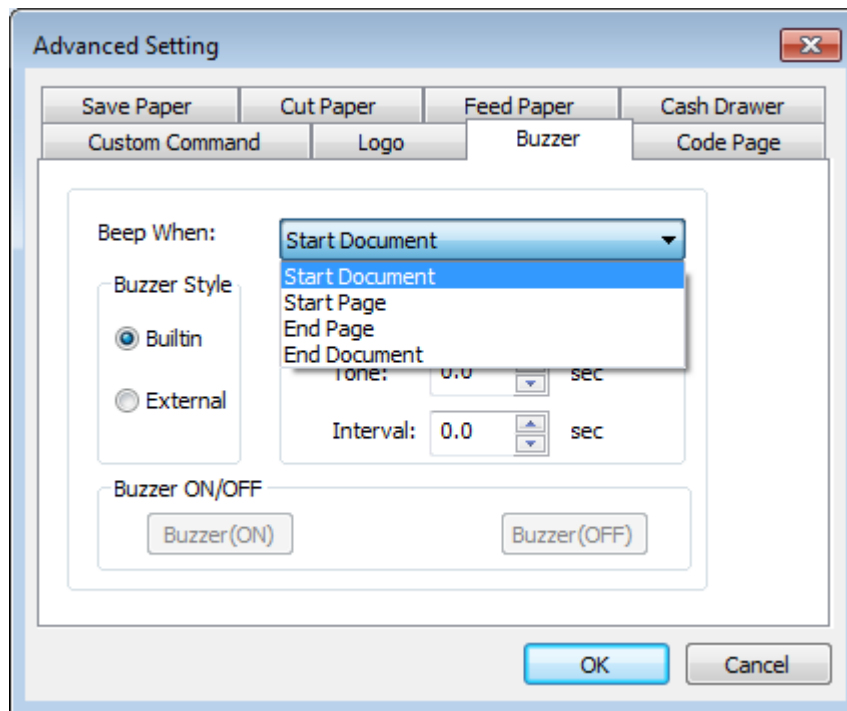 Advanced Setting
Save Paper Cut Paper Feed Paper Cash Drawer
Custom Command Logo Buzzer Code Page
Beep When: Start Document
Start Document
Start Page
End Page
End Document
Buzzer Style
Builtin
External
Tone: 0.0 sec
Interval: 0.0 sec
Buzzer ON/OFF
Buzzer(ON) Buzzer(OFF)
OK Cancel